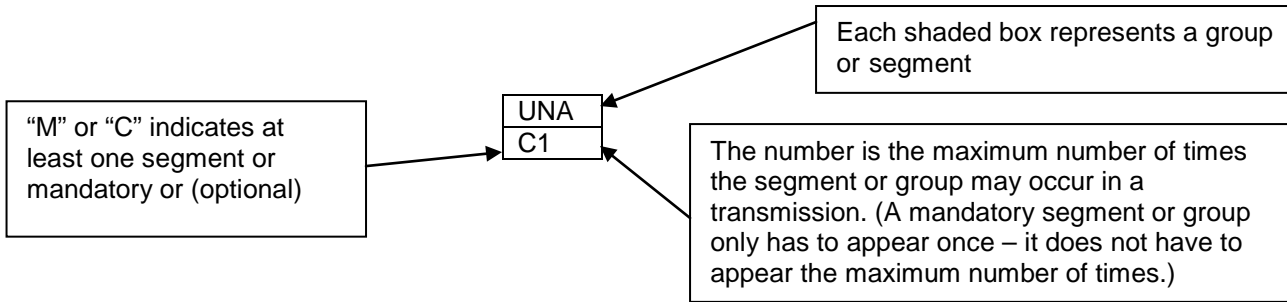 Each shaded box represents a group
or segment
UNA
C1
“M” or “C” indicates at
least one segment or
mandatory or (optional)
The number is the maximum number of times
the segment or group may occur in a
transmission. (A mandatory segment or group
only has to appear once – it does not have to
appear the maximum number of times.)